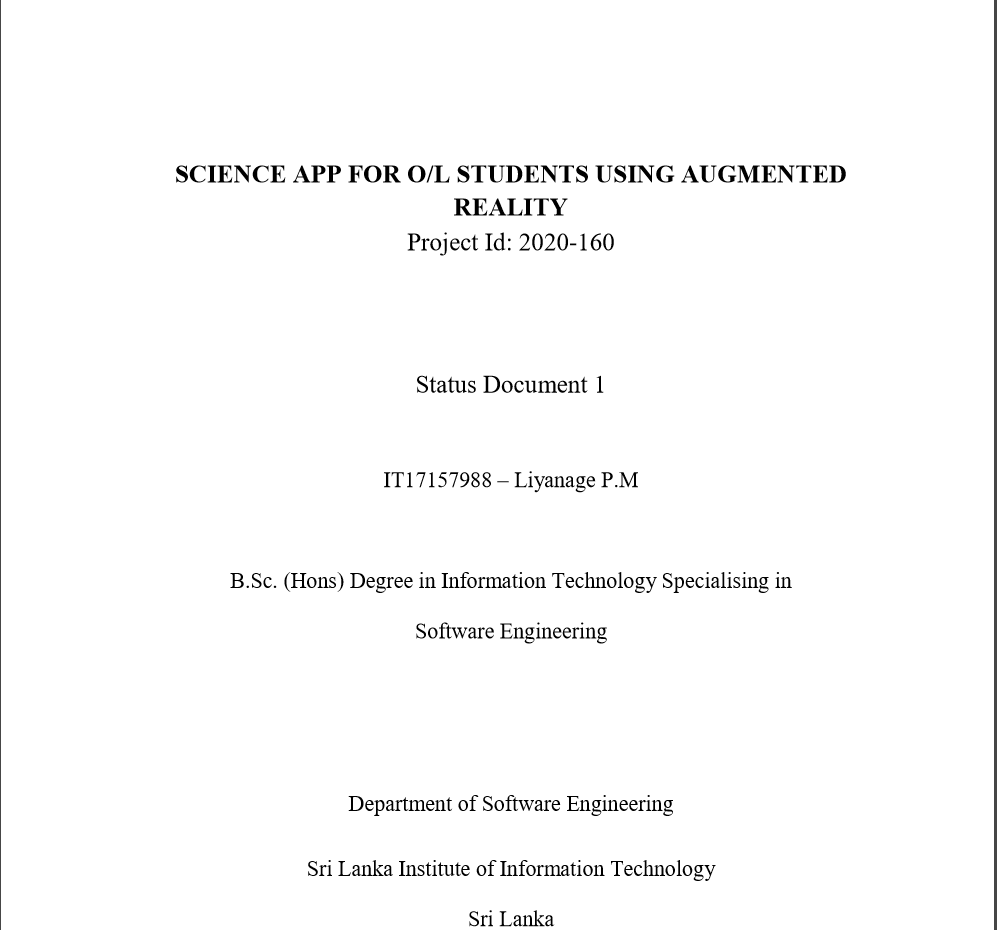 SCIENCE APP FOR O/L STUDENTS USING AUGMENTED
REALITY
Project Id: 2020-160
Status Document 1
IT17157988 – Liyanage P.M
B.Sc. (Hons) Degree in Information Technology Specialising in
Software Engineering
Department of Software Engineering
Sri Lanka Institute of Information Technology
Sri Lanka